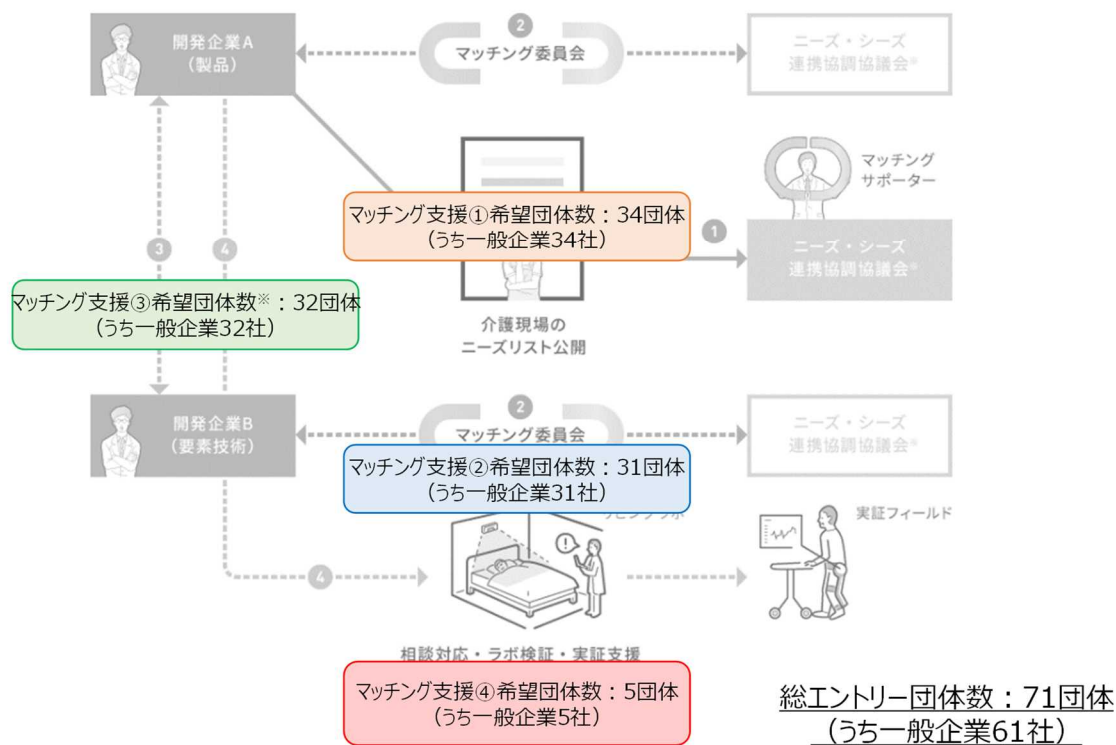 開発企業A
(製品)
2
マッチング委員会
ニーズ・シーズ
連携協調協議会※
マッチング
サポーター
マッチング支援①希望団体数：34団体
(うち一般企業34社)
1
ニーズ・シーズ
連携協調協議会※
3
4
マッチング支援③希望団体数※：32団体
(うち一般企業32社)
介護現場の
ニーズリスト公開
開発企業B
(要素技術)
2
マッチング委員会
ニーズ・シーズ
連携協調協議会※
マッチング支援②希望団体数：31団体
(うち一般企業31社)
実証フィールド
4
相談対応・ラボ検証・実証支援
マッチング支援④希望団体数：5団体
(うち一般企業5社)
総エントリー団体数：71団体
(うち一般企業61社)